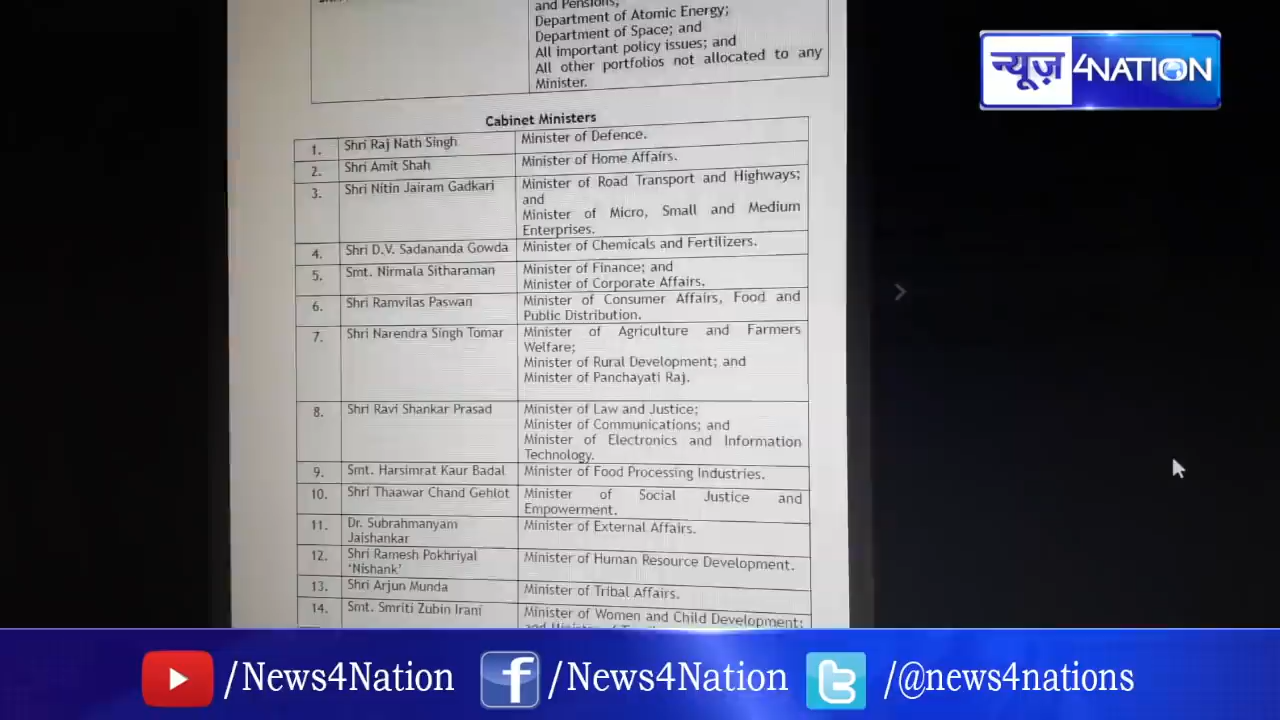 and Pensions;
Department of Atomic Energy;
Department of Space; and
All important policy issues; and
All other portfolios not allocated to any
Minister.
न्यूज़ 4NATION
Cabinet Ministers
1. Shri Raj Nath Singh Minister of Defence.
2. Shri Amit Shah Minister of Home Affairs.
3. Shri Nitin Jairam Gadkari Minister of Road Transport and Highways;
and
Minister of Micro, Small and Medium
Enterprises.
4. Shri D.V. Sadananda Gowda Minister of Chemicals and Fertilizers.
5. Smt. Nirmala Sitharaman Minister of Finance; and
Minister of Corporate Affairs.
6. Shri Ramvilas Paswan Minister of Consumer Affairs, Food and
Public Distribution.
7. Shri Narendra Singh Tomar Minister of Agriculture and Farmers
Welfare;
Minister of Rural Development; and
Minister of Panchayati Raj.
8. Shri Ravi Shankar Prasad Minister of Law and Justice;
Minister of Communications; and
Minister of Electronics and Information
Technology.
9. Smt. Harsimrat Kaur Badal Minister of Food Processing Industries.
10. Shri Thaawar Chand Gehlot Minister of Social Justice and
Empowerment.
11. Dr. Subrahmanyam Minister of External Affairs.
Jaishankar
12. Shri Ramesh Pokhriyal Minister of Human Resource Development.
‘Nishank’
13. Shri Arjun Munda Minister of Tribal Affairs.
14. Smt. Smriti Zubin Irani Minister of Women and Child Development;
/News4Nation /News4Nation /@news4nations